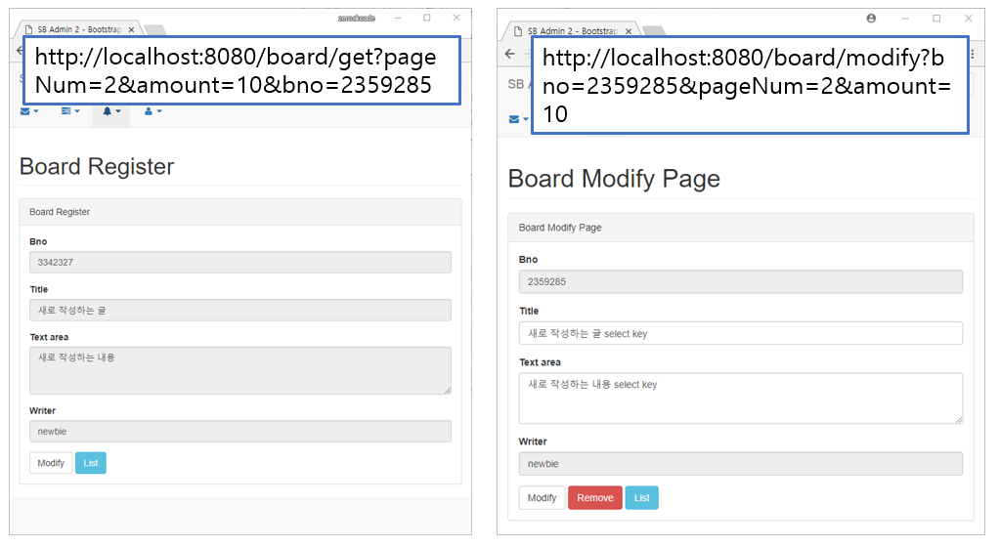 zerockcode
SB Admin 2 - Bootstrap
http://localhost:8080/board/get?page
Num=2&amount=10&bno=2359285
Board Register
Board Register
Bno
3342327
Title
새로 작성하는 글
Text area
새로 작성하는 내용
Writer
newbie
Modify List
SB Admin 2 - Bootstrap
http://localhost:8080/board/modify?b
no=2359285&pageNum=2&amount=
10
SB A
Board Modify Page
Board Modify Page
Bno
2359285
Title
새로 작성하는 글 select key
Text area
새로 작성하는 내용 select key
Writer
newbie
Modify Remove List